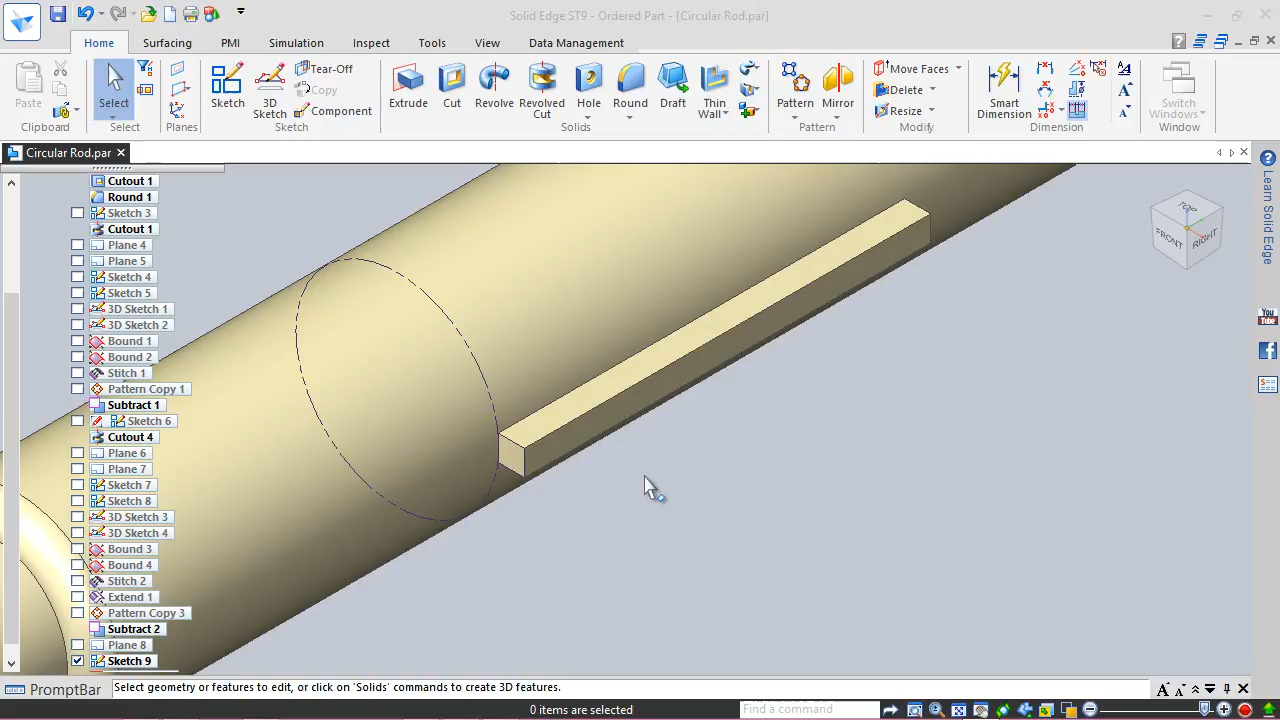 Solid Edge ST9 - Ordered Part - [Circular Rod.par]
Home Surfacing PMI Simulation Inspect Tools View Data Management
Paste
Clipboard
Select
Select
Planes
Sketch
3D Sketch
Tear-Off
Copy
Component
Sketch
Extrude
Cut
Revolve
Revolved Cut
Hole
Round
Draft
Thin Wall
Solids
Pattern
Mirror
Pattern
Move Faces
Delete
Resize
Modify
Smart Dimension
Dimension
Switch Windows
Window
Circular Rod.par
Cutout 1
Round 1
Sketch 3
Cutout 1
Plane 4
Plane 5
Sketch 4
Sketch 5
3D Sketch 1
3D Sketch 2
Bound 1
Bound 2
Stitch 1
Pattern Copy 1
Subtract 1
Sketch 6
Cutout 4
Plane 6
Plane 7
Sketch 7
Sketch 8
3D Sketch 3
3D Sketch 4
Bound 3
Bound 4
Stitch 2
Extend 1
Pattern Copy 3
Subtract 2
Plane 8
Sketch 9
TOP
FRONT
RIGHT
Learn Solid Edge
You Tube
PromptBar
Select geometry or features to edit, or click on 'Solids' commands to create 3D features.
0 items are selected
Find a command